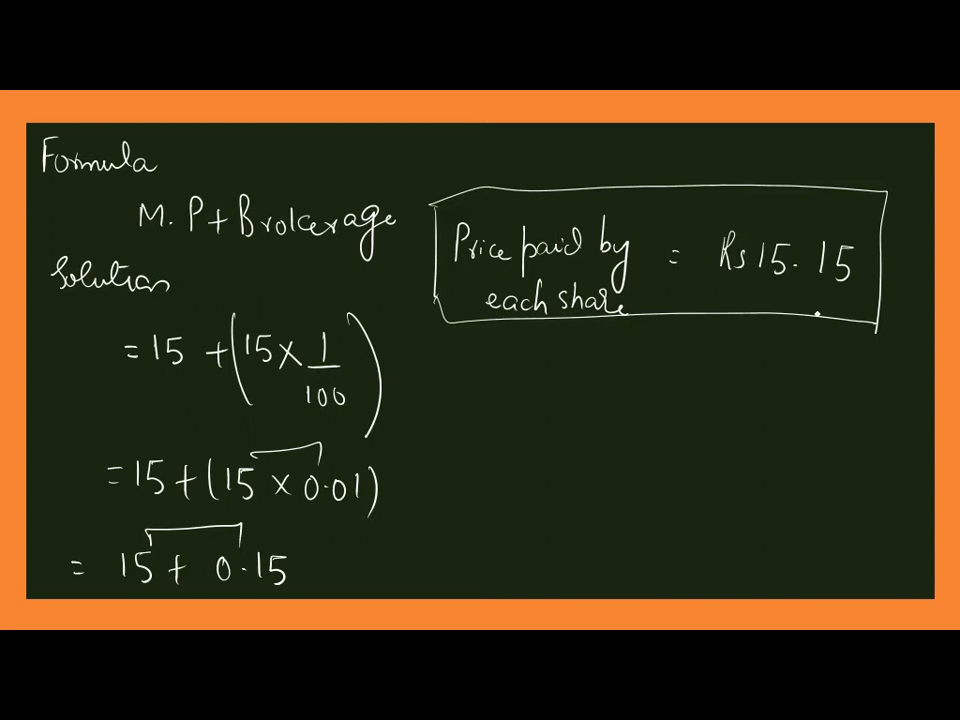 Formula
M. P + Brokerage
Solution
= 15 + (15 × 1/100)
= 15 + (15 × 0.01)
= 15 + 0.15
Price paid by each share = Rs 15.15